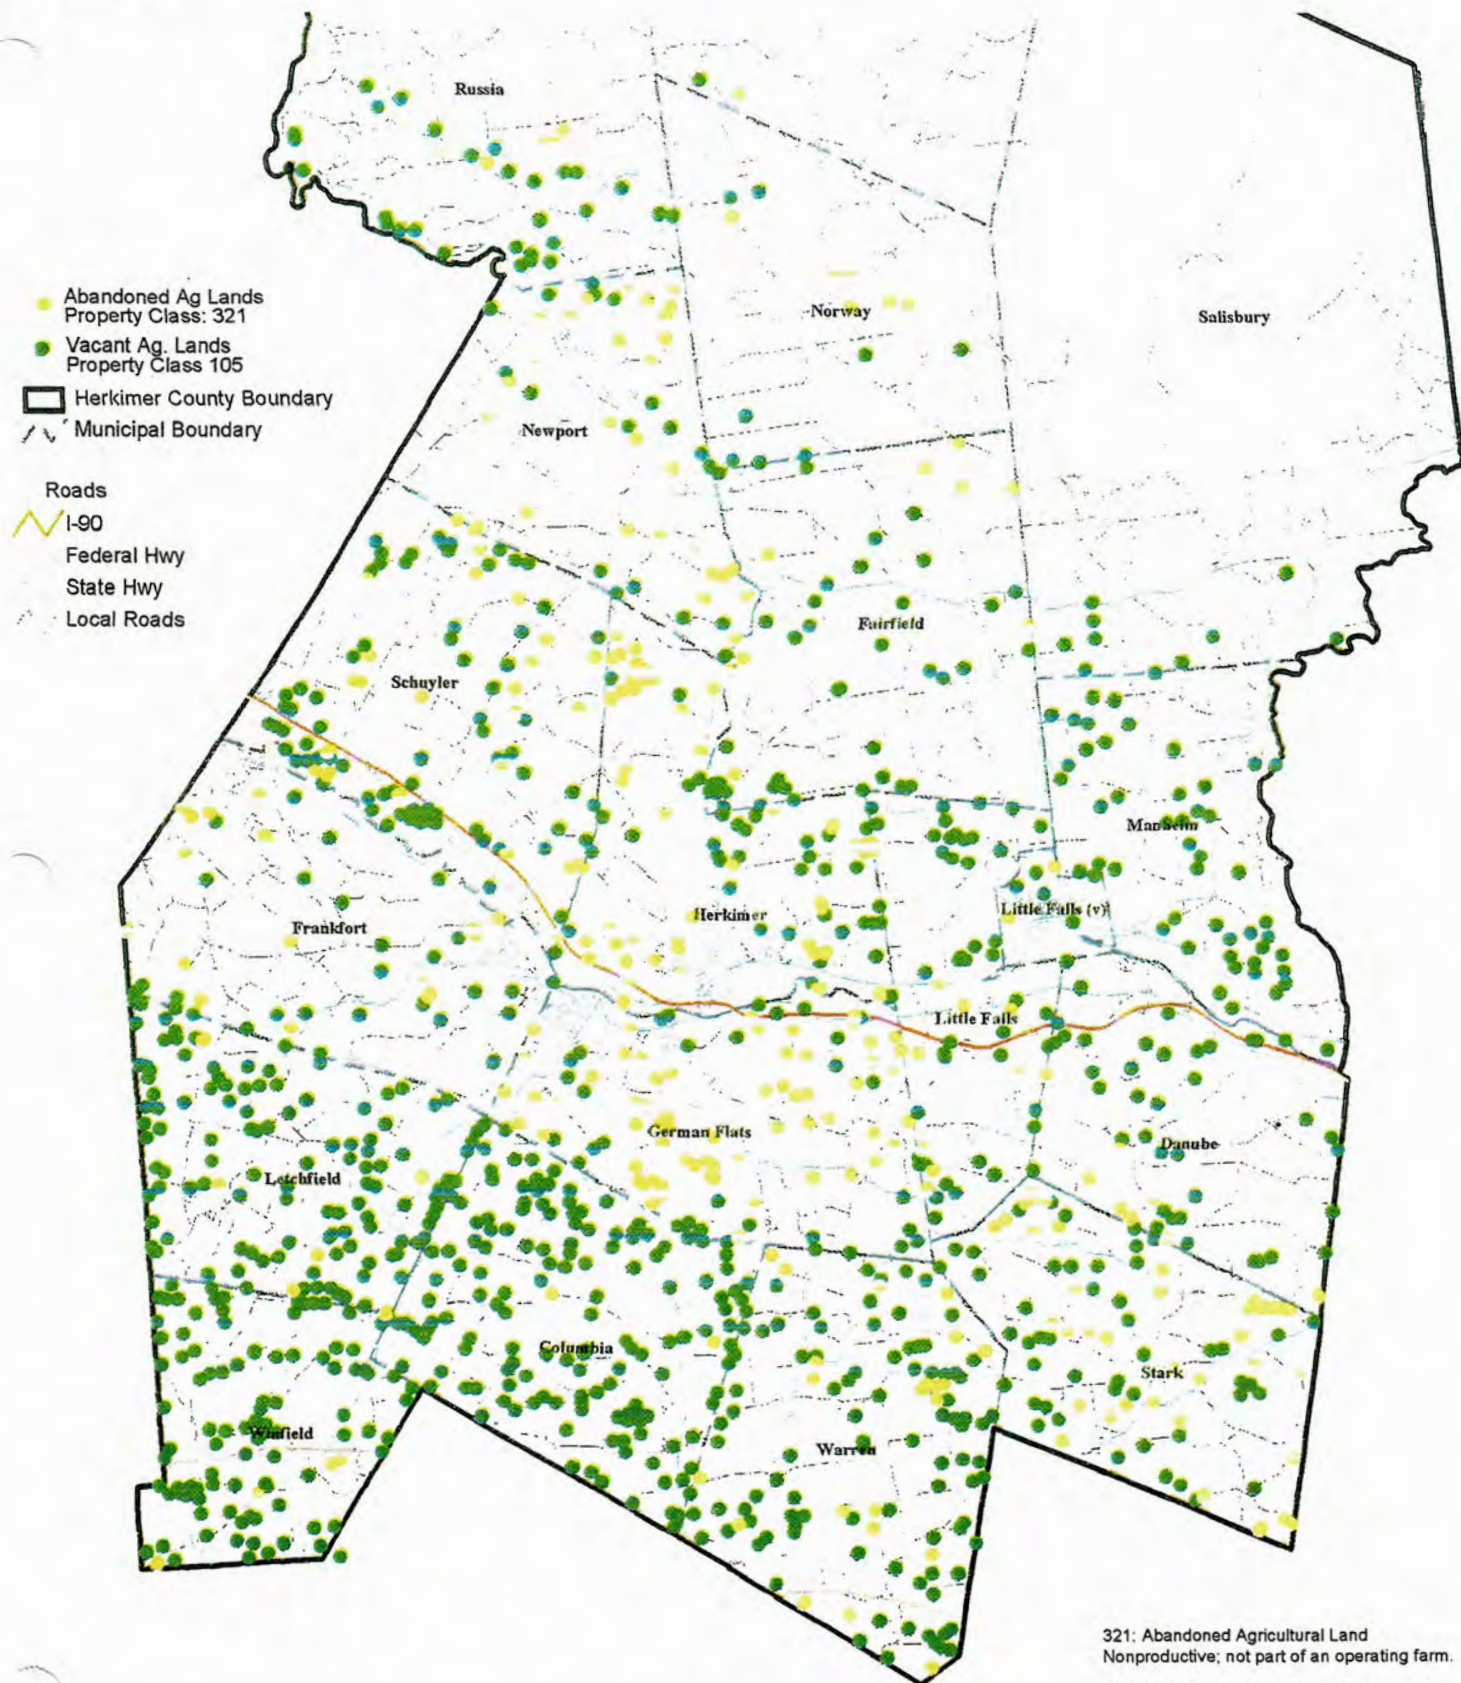 Russia
Abandoned Ag Lands
Property Class: 321
Vacant Ag. Lands
Property Class 105
Herkimer County Boundary
Municipal Boundary
Roads
I-90
Federal Hwy
State Hwy
Local Roads
Norway
Salisbury
Newport
Fairfield
Schuyler
Manheim
Little Falls (v)
Herkimer
Frankfort
Little Falls
German Flats
Danube
Letchfield
Columbia
Stark
Winfield
Warren
321: Abandoned Agricultural Land
Nonproductive; not part of an operating farm.